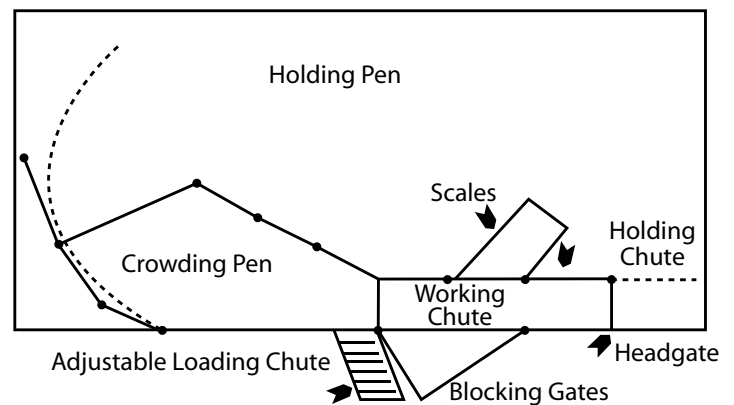 Holding Pen
Scales
Holding
Chute
Crowding Pen
Working
Chute
Adjustable Loading Chute
Headgate
Blocking Gates